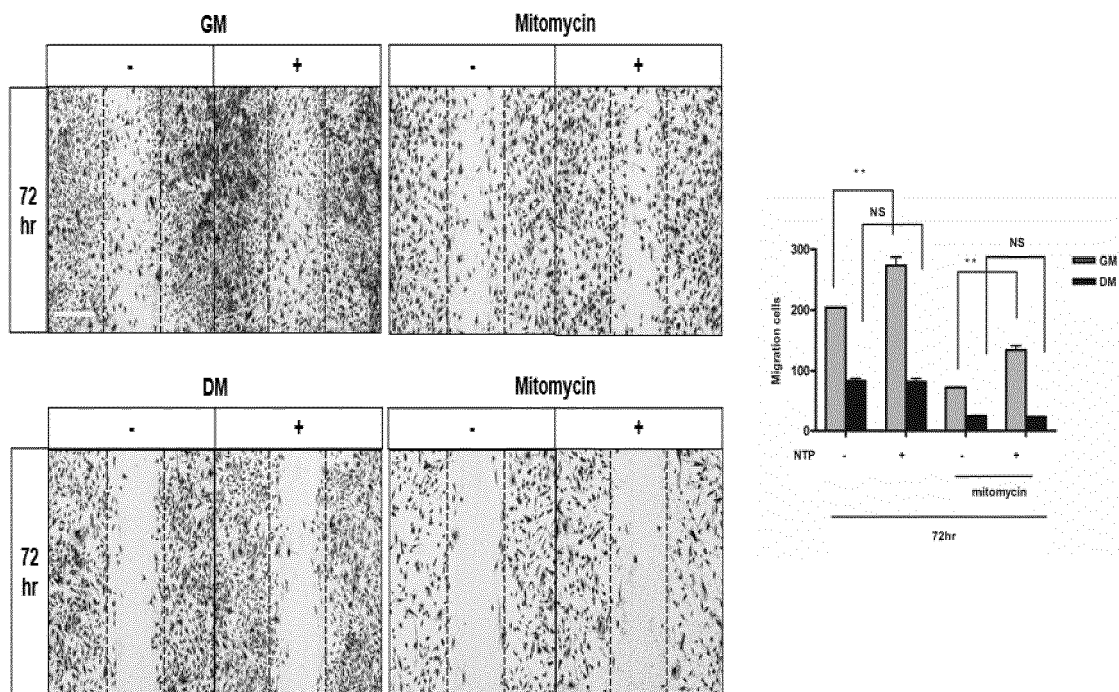 GM
Mitomycin
- + - +
72
hr
DM
Mitomycin
- + - +
72
hr
**
NS
NS
**
300
200
100
0
Migration cells
GM
DM
NTP - + - +
mitomycin
72hr